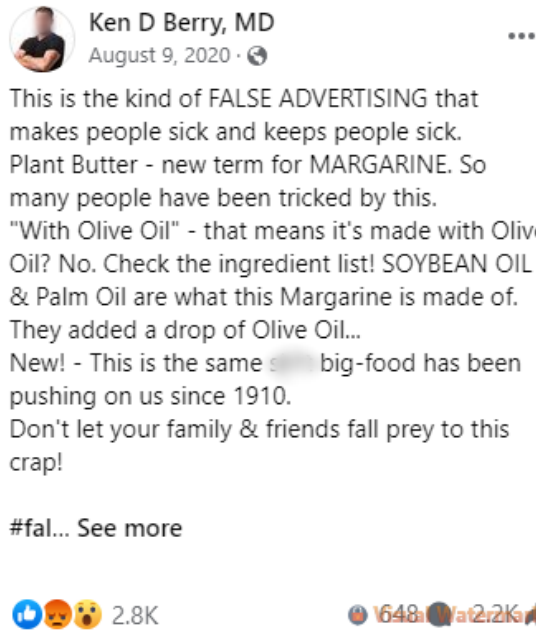 Ken D Berry, MD
August 9, 2020 ·
This is the kind of FALSE ADVERTISING that
makes people sick and keeps people sick.
Plant Butter - new term for MARGARINE. So
many people have been tricked by this.
"With Olive Oil" - that means it's made with Oliv
Oil? No. Check the ingredient list! SOYBEAN OIL
& Palm Oil are what this Margarine is made of.
They added a drop of Olive Oil...
New! - This is the same big-food has been
pushing on us since 1910.
Don't let your family & friends fall prey to this
crap!
#fal... See more
2.8K 648 2.2K